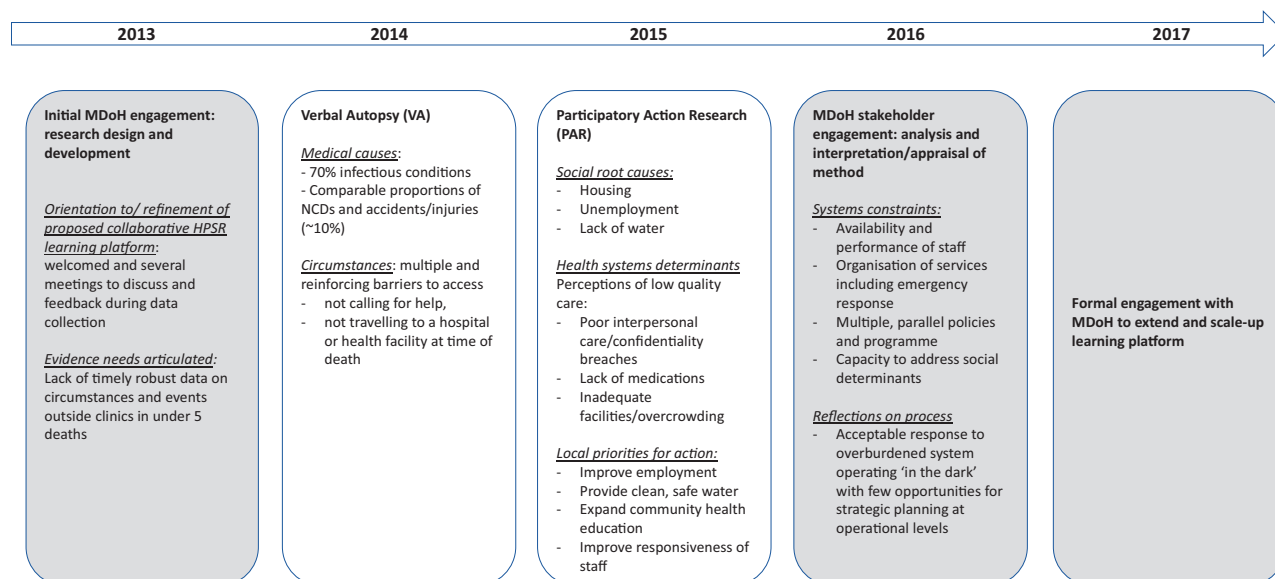 2013
2014
2015
2016
2017
Initial MDoH engagement:
research design and
development
Orientation to/ refinement of
proposed collaborative HPSR
learning platform:
welcomed and several
meetings to discuss and
feedback during data
collection
Evidence needs articulated:
Lack of timely robust data on
circumstances and events
outside clinics in under 5
deaths
Verbal Autopsy (VA)
Medical causes:
- 70% infectious conditions
- Comparable proportions of
NCDs and accidents/injuries
(~10%)
Circumstances: multiple and
reinforcing barriers to access
- not calling for help,
- not travelling to a hospital
or health facility at time of
death
Participatory Action Research
(PAR)
Social root causes:
- Housing
- Unemployment
- Lack of water
Health systems determinants
Perceptions of low quality
care:
- Poor interpersonal
care/confidentiality
breaches
- Lack of medications
- Inadequate
facilities/overcrowding
Local priorities for action:
- Improve employment
- Provide clean, safe water
- Expand community health
education
- Improve responsiveness of
staff
MDoH stakeholder
engagement: analysis and
interpretation/appraisal of
method
Systems constraints:
- Availability and
performance of staff
- Organisation of services
including emergency
response
- Multiple, parallel policies
and programme
- Capacity to address social
determinants
Reflections on process
- Acceptable response to
overburdened system
operating ‘in the dark’
with few opportunities for
strategic planning at
operational levels
Formal engagement with
MDoH to extend and scale-up
learning platform